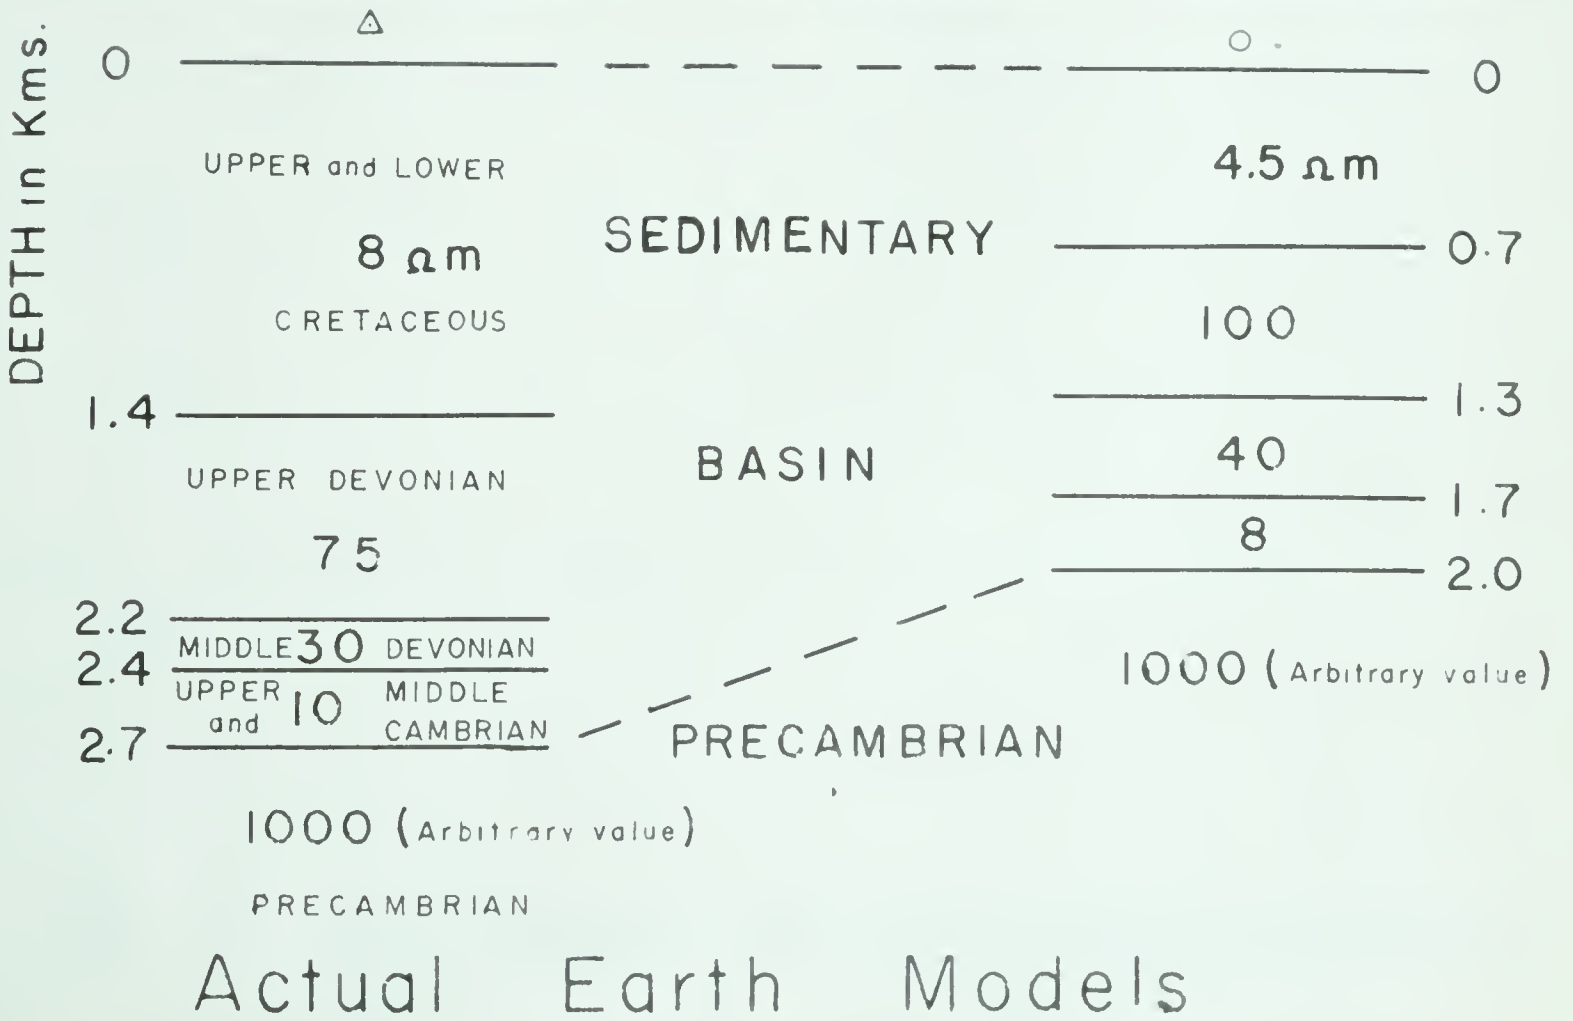 DEPTH in Kms.
0
0
UPPER and LOWER
8 Ωm
CRETACEOUS
1.4
UPPER DEVONIAN
75
2.2
MIDDLE 30 DEVONIAN
2.4
UPPER and 10 MIDDLE CAMBRIAN
2.7
1000 (Arbitrary value)
PRECAMBRIAN
SEDIMENTARY
BASIN
PRECAMBRIAN
4.5 Ωm
0.7
100
1.3
40
1.7
8
2.0
1000 (Arbitrary value)
Actual Earth Models